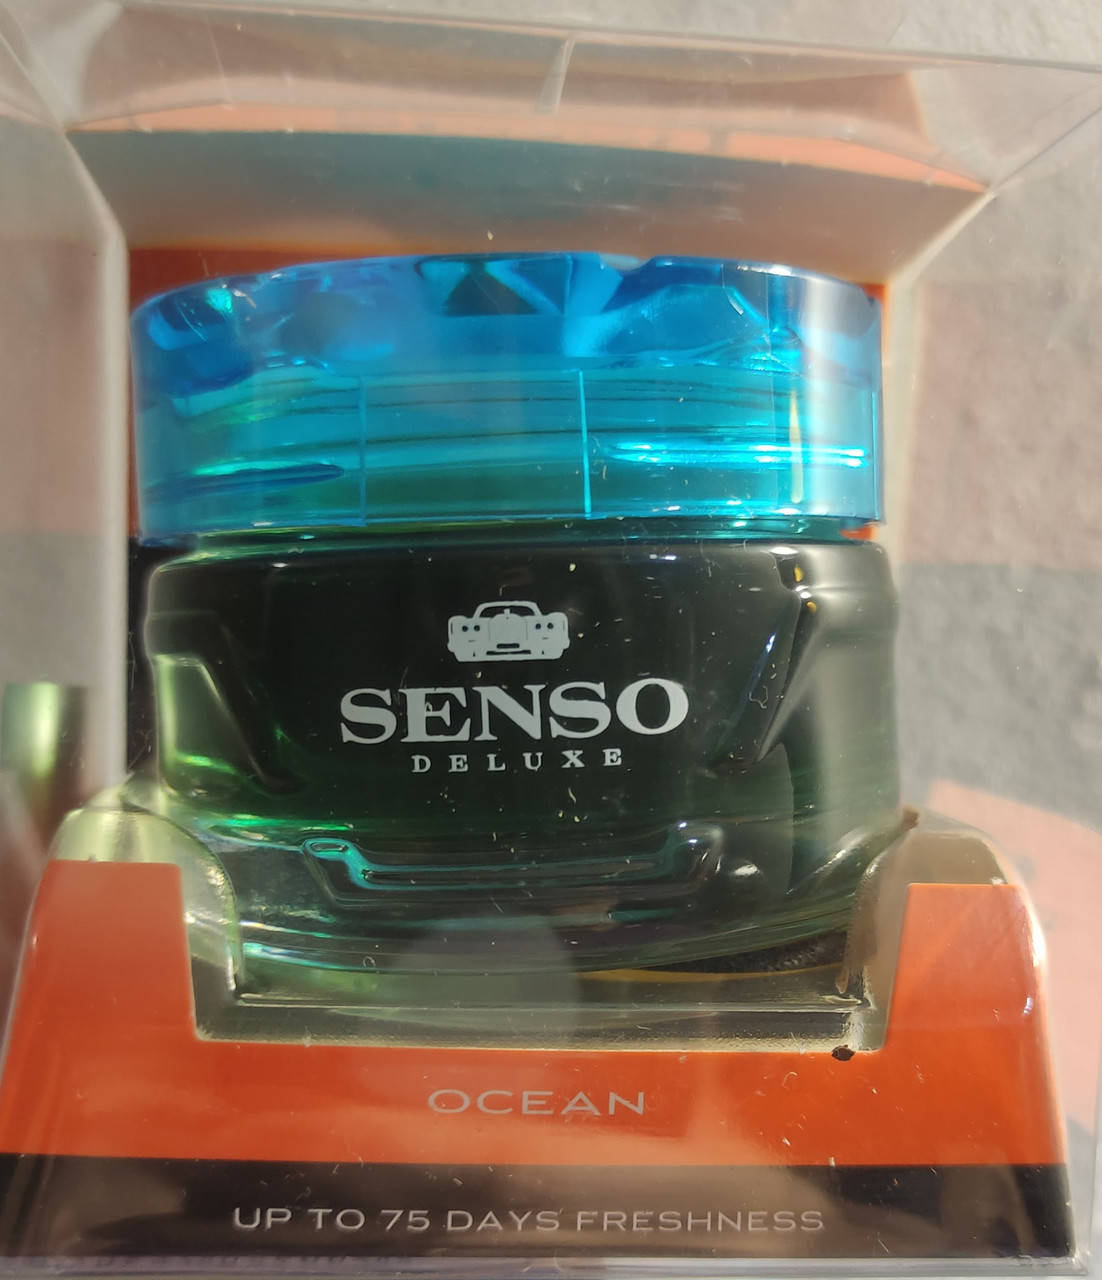 SENSO
DELUXE
OCEAN
UP TO 75 DAYS FRESHNESS